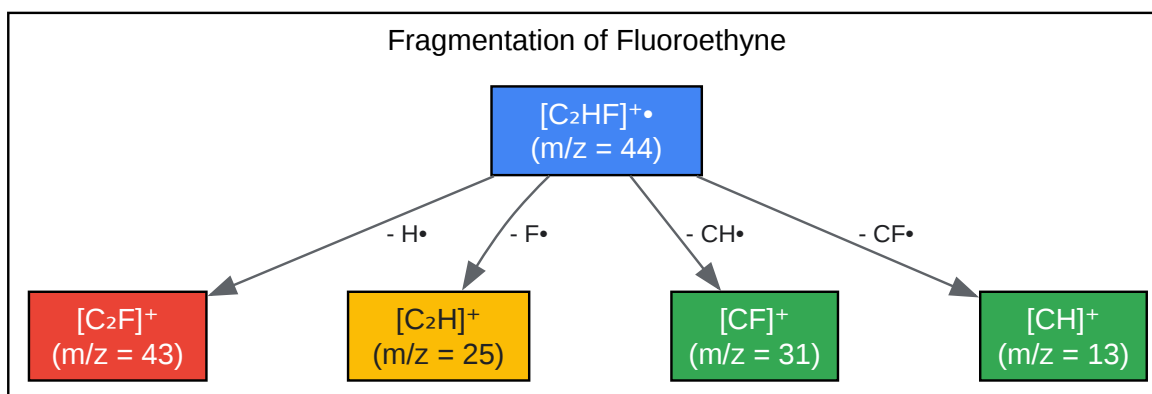 Fragmentation of Fluoroethyne
[C₂HF]⁺•
(m/z = 44)
- H•
- F•
- CH•
- CF•
[C₂F]⁺
(m/z = 43)
[C₂H]⁺
(m/z = 25)
[CF]⁺
(m/z = 31)
[CH]⁺
(m/z = 13)